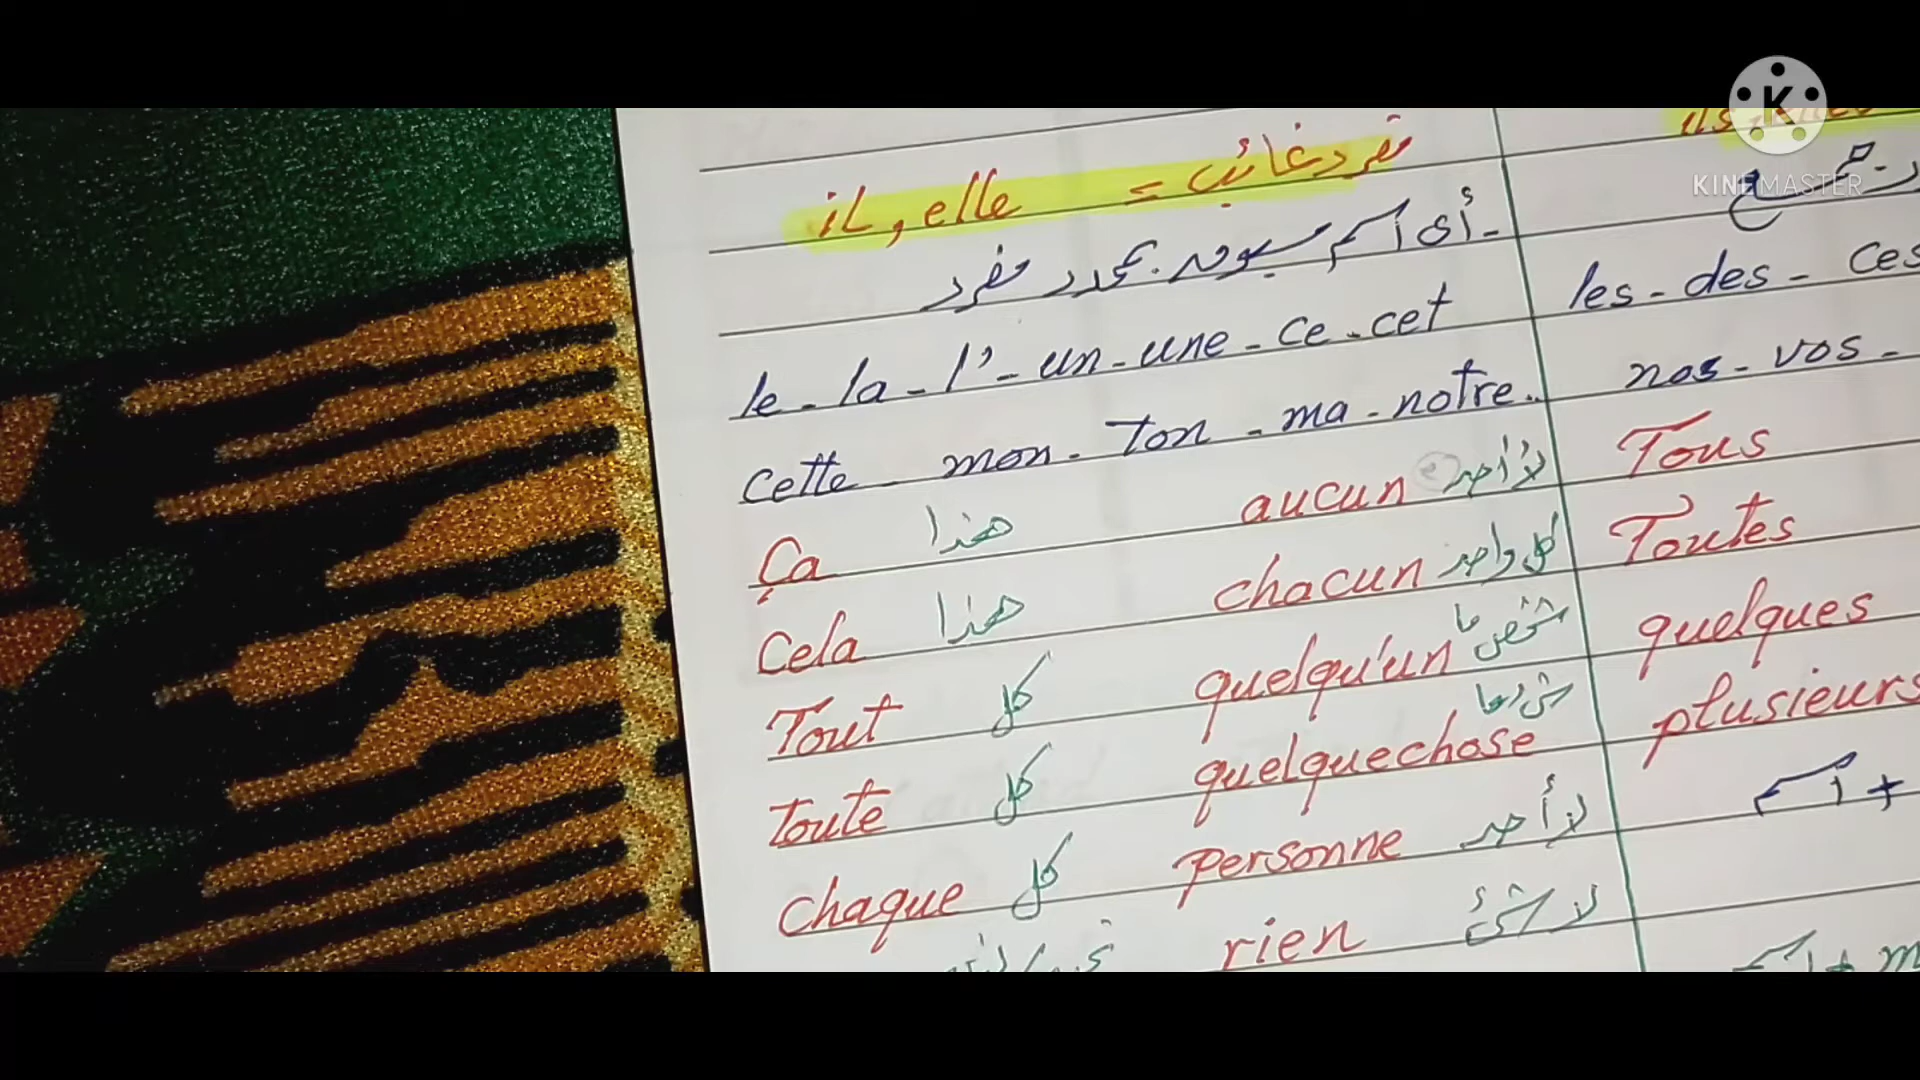 il, elle = مفرد غائب
- أى اسم مسبوق بمحدد مفرد
le - la - l' - un - une - ce - cet
cette - mon - ton - ma - notre..
Ça هذا aucun لا أحد
Cela هذا chacun كل واحد
Tout كل quelqu'un شخص ما
toute كل quelquechose شئ ما
chaque كل personne لا أحد
rien لا شئ
les - des - ces
nos - vos -
Tous
Toutes
quelques
plusieurs
+ اسم
KINEMASTER